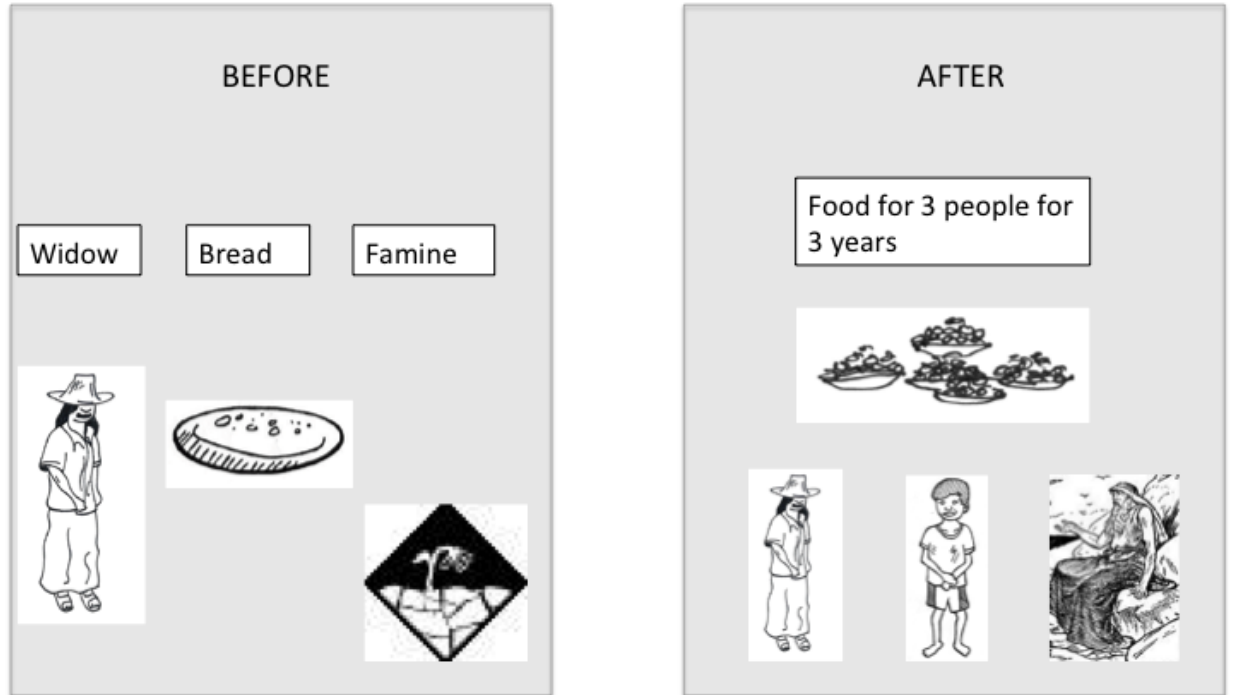 BEFORE
Widow
Bread
Famine
AFTER
Food for 3 people for
3 years